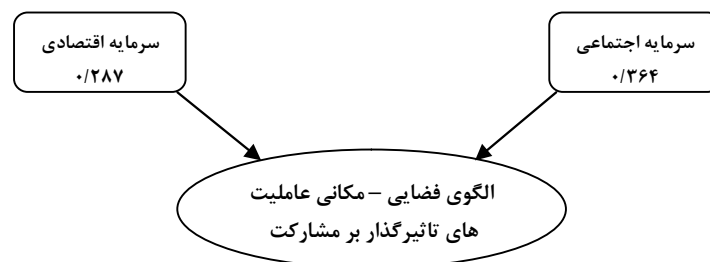 سرمایه اجتماعی
۰/۳۶۴
سرمایه اقتصادی
۰/۲۸۷
الگوی فضایی – مکانی عاملیت
های تاثیرگذار بر مشارکت